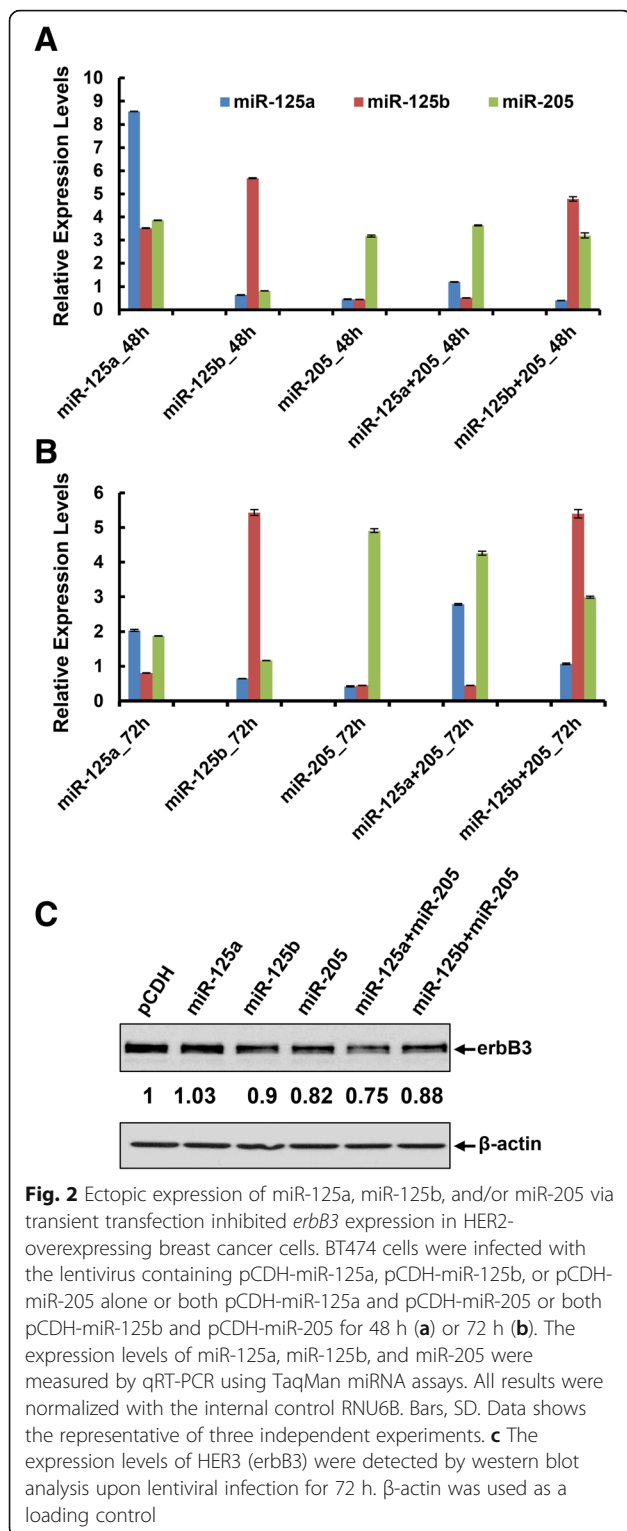 A
10
9
8
7
6
5
4
3
2
1
0
Relative Expression Levels
miR-125a miR-125b miR-205
miR-125a_48h
miR-125b_48h
miR-205_48h
miR-125a+205_48h
miR-125b+205_48h
B
6
5
4
3
2
1
0
Relative Expression Levels
miR-125a_72h
miR-125b_72h
miR-205_72h
miR-125a+205_72h
miR-125b+205_72h
C
pCDH
miR-125a
miR-125b
miR-205
miR-125a+miR-205
miR-125b+miR-205
erbB3
1 1.03 0.9 0.82 0.75 0.88
β-actin
Fig. 2 Ectopic expression of miR-125a, miR-125b, and/or miR-205 via
transient transfection inhibited erbB3 expression in HER2-
overexpressing breast cancer cells. BT474 cells were infected with
the lentivirus containing pCDH-miR-125a, pCDH-miR-125b, or pCDH-
miR-205 alone or both pCDH-miR-125a and pCDH-miR-205 or both
pCDH-miR-125b and pCDH-miR-205 for 48 h (a) or 72 h (b). The
expression levels of miR-125a, miR-125b, and miR-205 were
measured by qRT-PCR using TaqMan miRNA assays. All results were
normalized with the internal control RNU6B. Bars, SD. Data shows
the representative of three independent experiments. c The
expression levels of HER3 (erbB3) were detected by western blot
analysis upon lentiviral infection for 72 h. β-actin was used as a
loading control